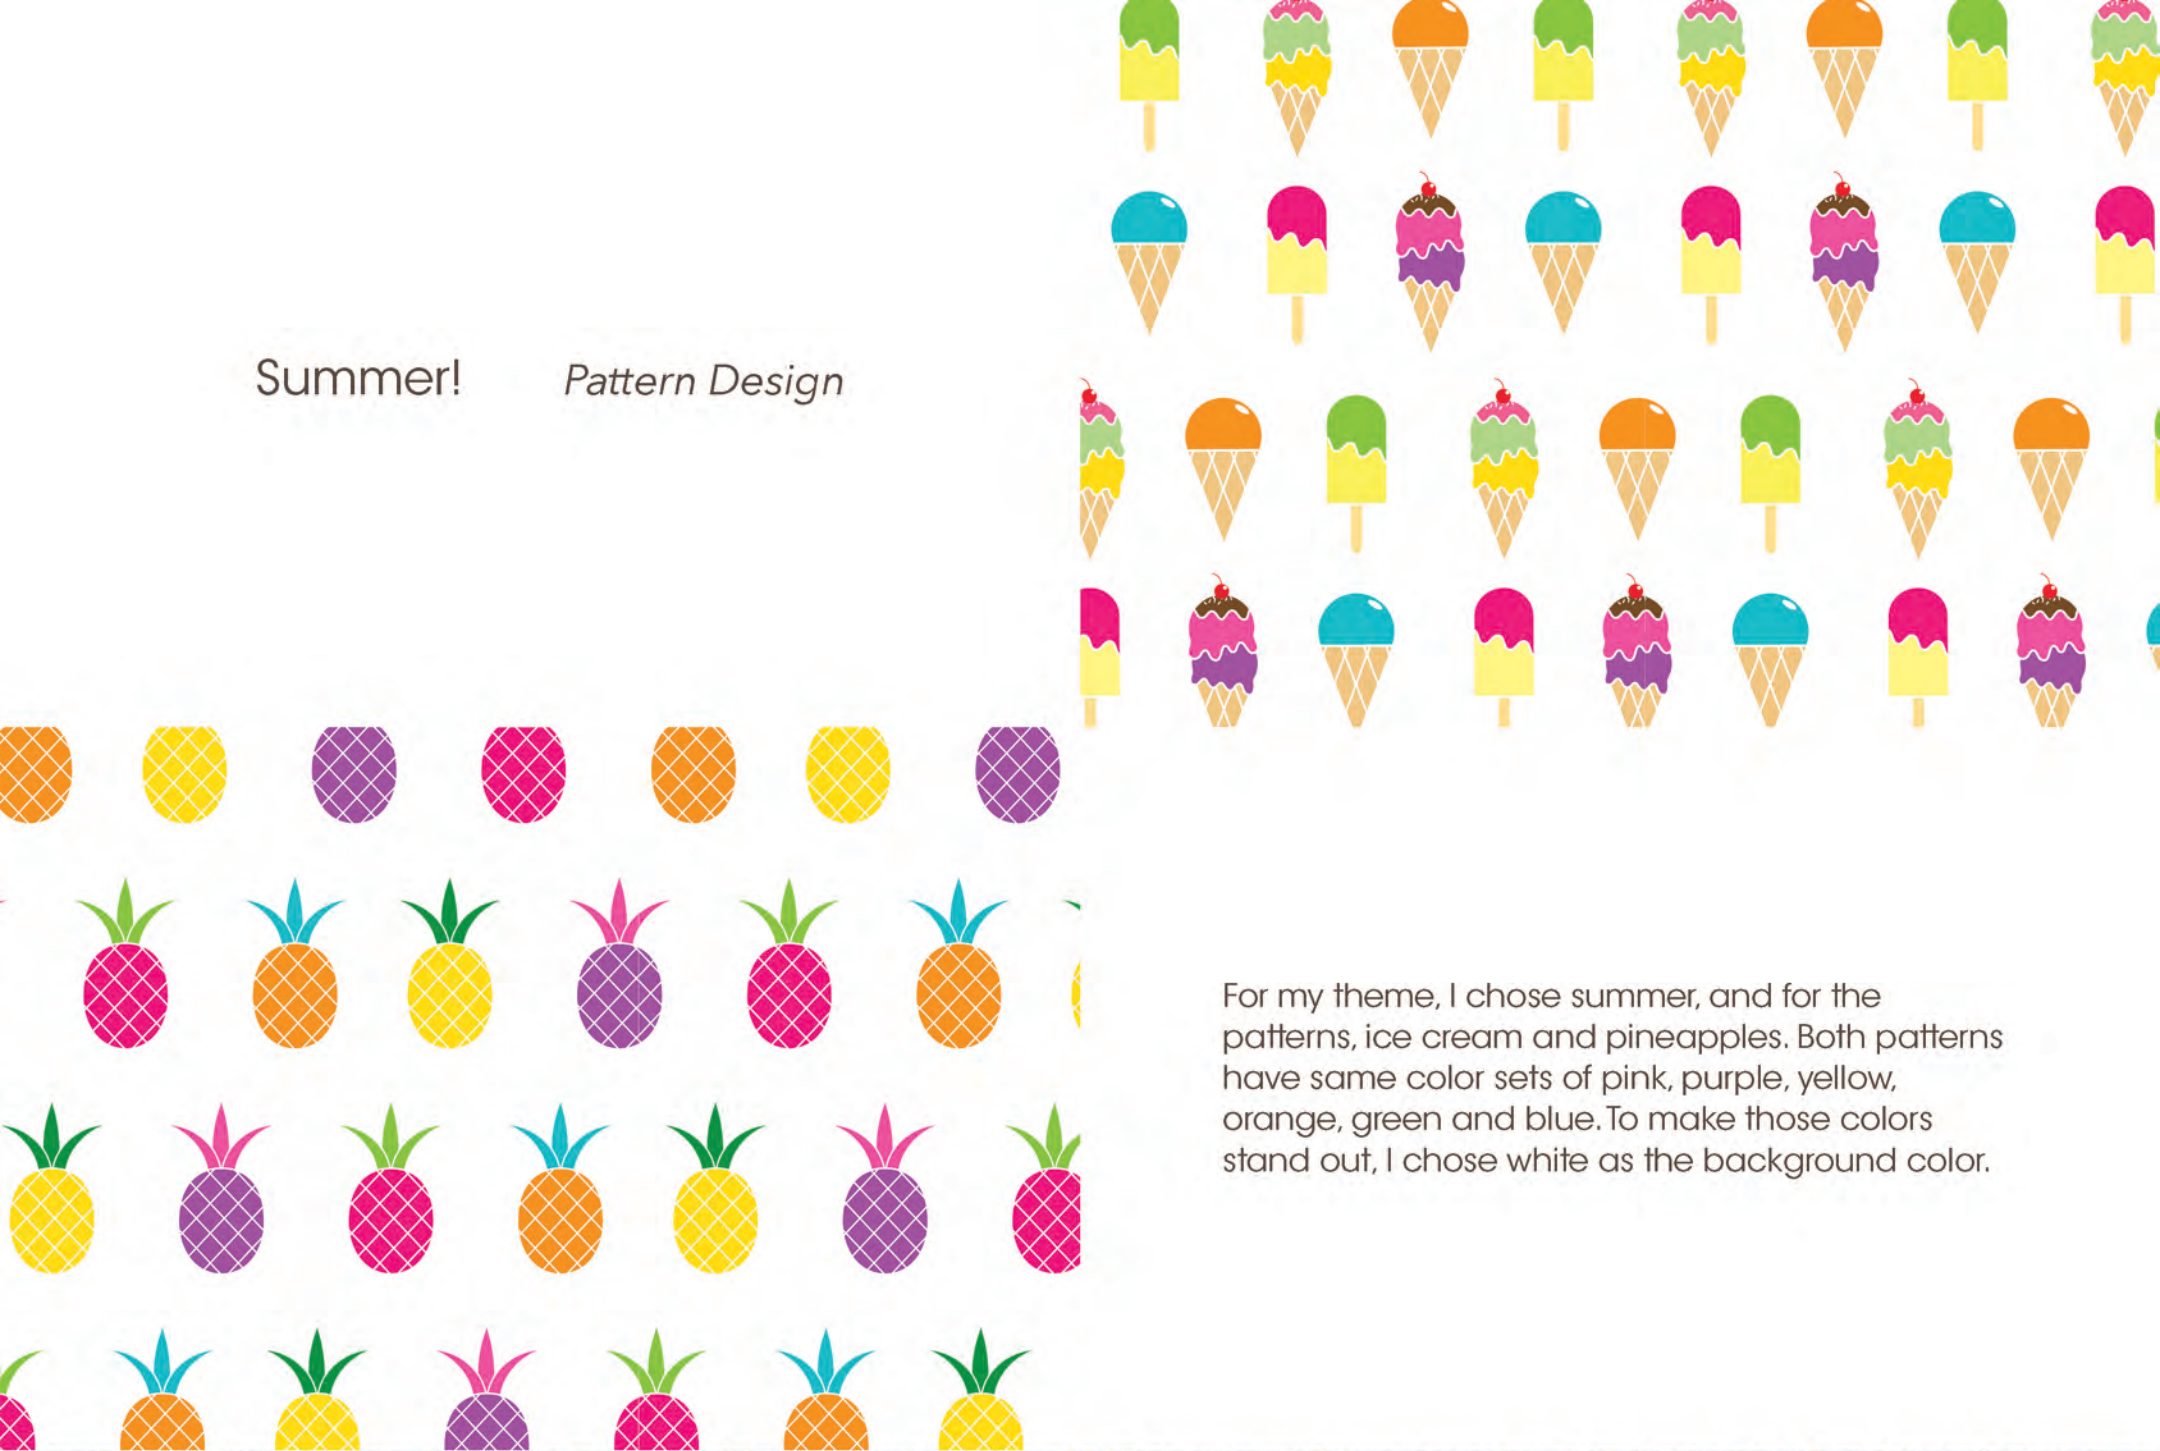 Summer! Pattern Design
For my theme, I chose summer, and for the
patterns, ice cream and pineapples. Both patterns
have same color sets of pink, purple, yellow,
orange, green and blue. To make those colors
stand out, I chose white as the background color.